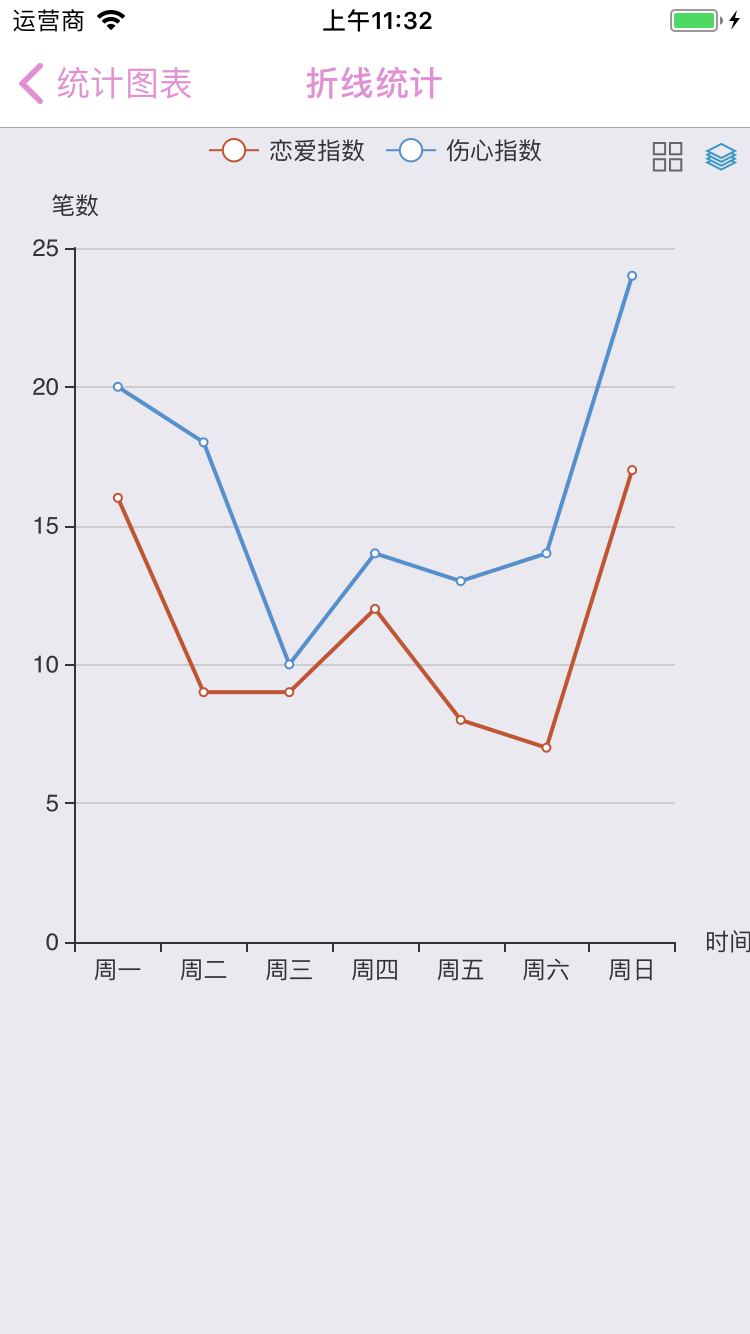 运营商 上午11:32
统计图表 折线统计
恋爱指数 伤心指数
笔数
25
20
15
10
5
0
时间
周一 周二 周三 周四 周五 周六 周日